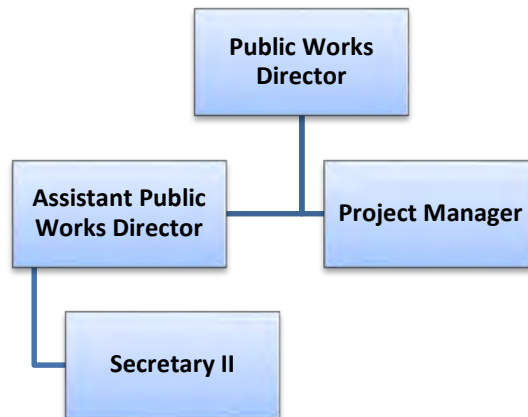 Public Works
Director
Assistant Public
Works Director
Project Manager
Secretary II